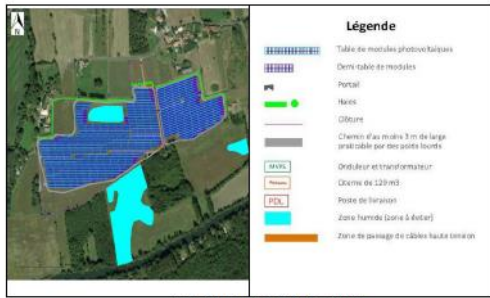 N
Légende
Table de modules photovoltaïques
Demi-table de modules
Portail
Haies
Clôture
Chemin d'au moins 3 m de large
praticable par des poids lourds
Onduleur et transformateur
Citerne de 120 m3
PDL
Poste de livraison
Zone humide (zone à éviter)
Zone de passage de câbles haute tension